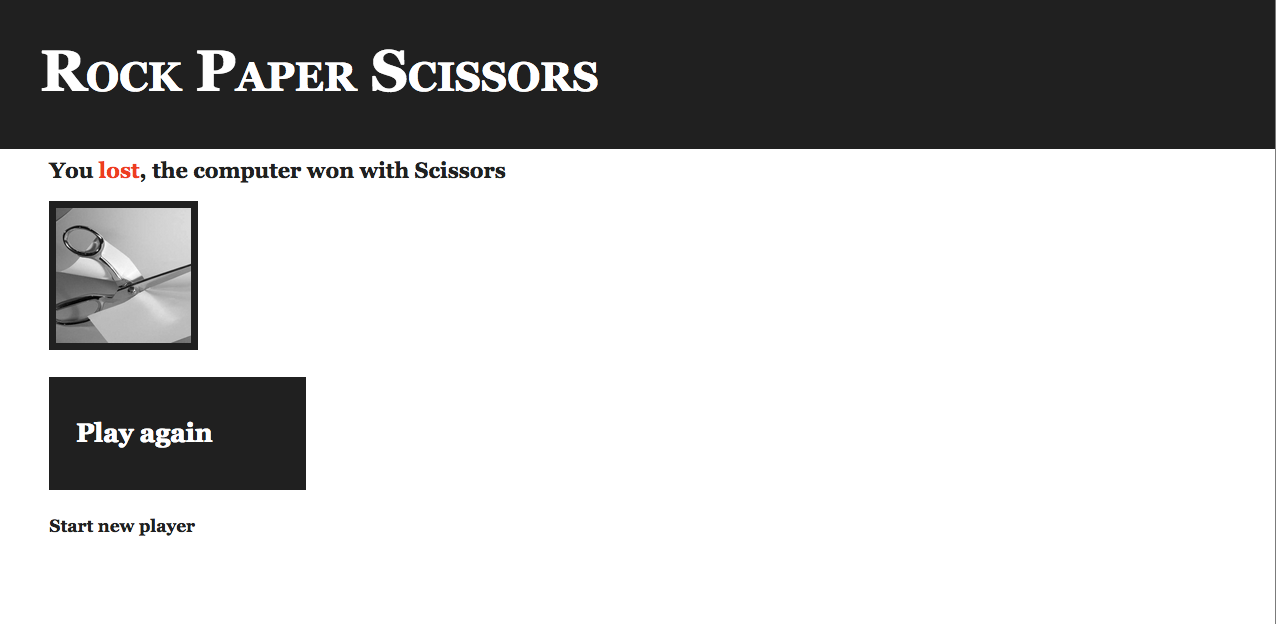 Rock Paper Scissors
You lost, the computer won with Scissors
Play again
Start new player